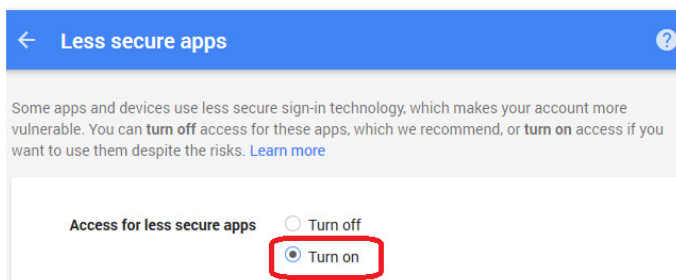 Less secure apps
Some apps and devices use less secure sign-in technology, which makes your account more
vulnerable. You can turn off access for these apps, which we recommend, or turn on access if you
want to use them despite the risks. Learn more
Access for less secure apps Turn off
Turn on